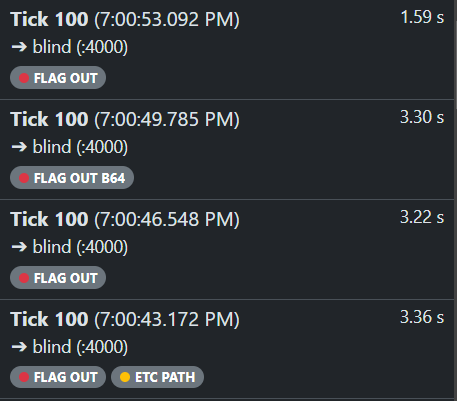 Tick 100 (7:00:53.092 PM) 1.59 s
➔ blind (:4000)
FLAG OUT
Tick 100 (7:00:49.785 PM) 3.30 s
➔ blind (:4000)
FLAG OUT B64
Tick 100 (7:00:46.548 PM) 3.22 s
➔ blind (:4000)
FLAG OUT
Tick 100 (7:00:43.172 PM) 3.36 s
➔ blind (:4000)
FLAG OUT ETC PATH